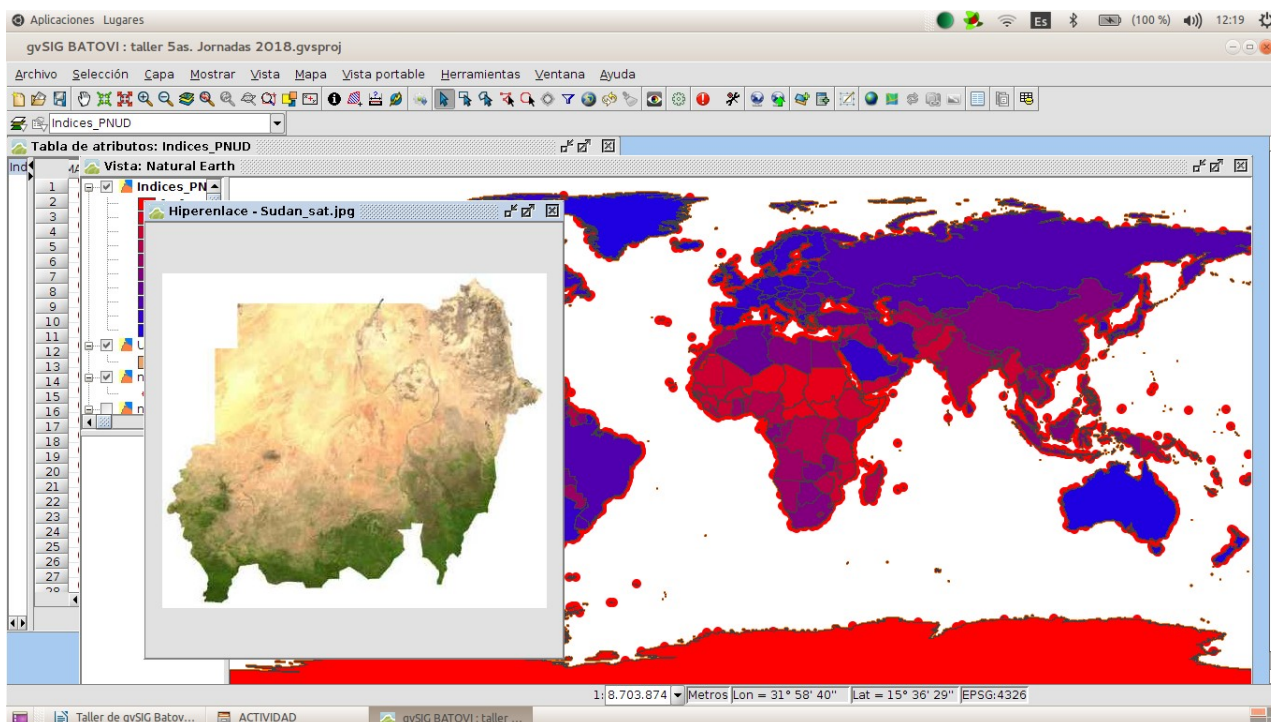 Aplicaciones Lugares Es (100 %) 12:19
gvSIG BATOVI : taller 5as. Jornadas 2018.gvsproj
Archivo Selección Capa Mostrar Vista Mapa Vista portable Herramientas Ventana Ayuda
Indices_PNUD
Tabla de atributos: Indices_PNUD
Ind
Vista: Natural Earth
Indices_PN
Hiperenlace - Sudan_sat.jpg
1
2
3
4
5
6
7
8
9
10
11
12
13
14
15
16
17
18
19
20
21
22
23
24
25
26
27
28
1: 8.703.874 Metros Lon = 31° 58' 40" Lat = 15° 36' 29" EPSG:4326
Taller de gvSIG Batov... ACTIVIDAD gvSIG BATOVI : taller ...